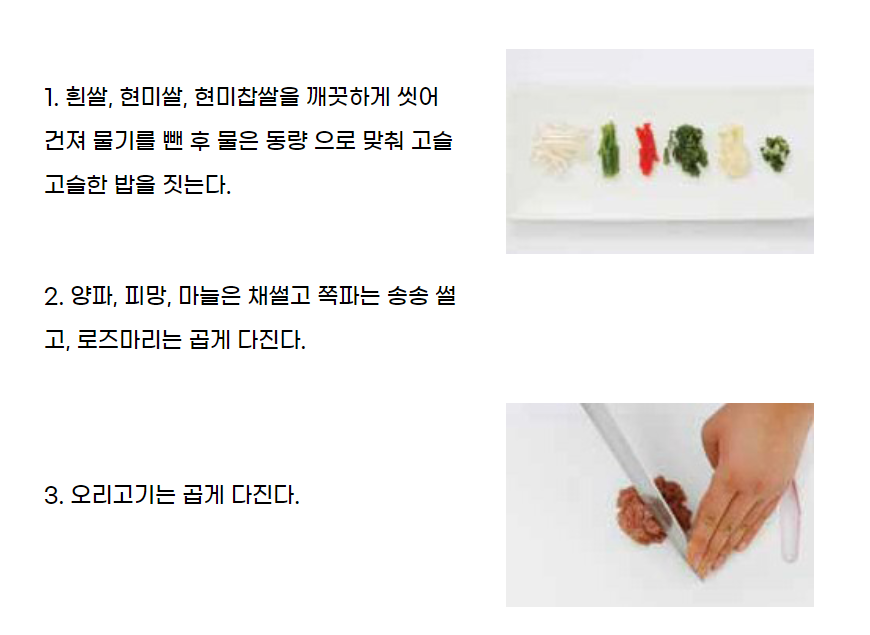 1. 흰쌀, 현미쌀, 현미찹쌀을 깨끗하게 씻어
건져 물기를 뺀 후 물은 동량 으로 맞춰 고슬
고슬한 밥을 짓는다.
2. 양파, 피망, 마늘은 채썰고 쪽파는 송송 썰
고, 로즈마리는 곱게 다진다.
3. 오리고기는 곱게 다진다.